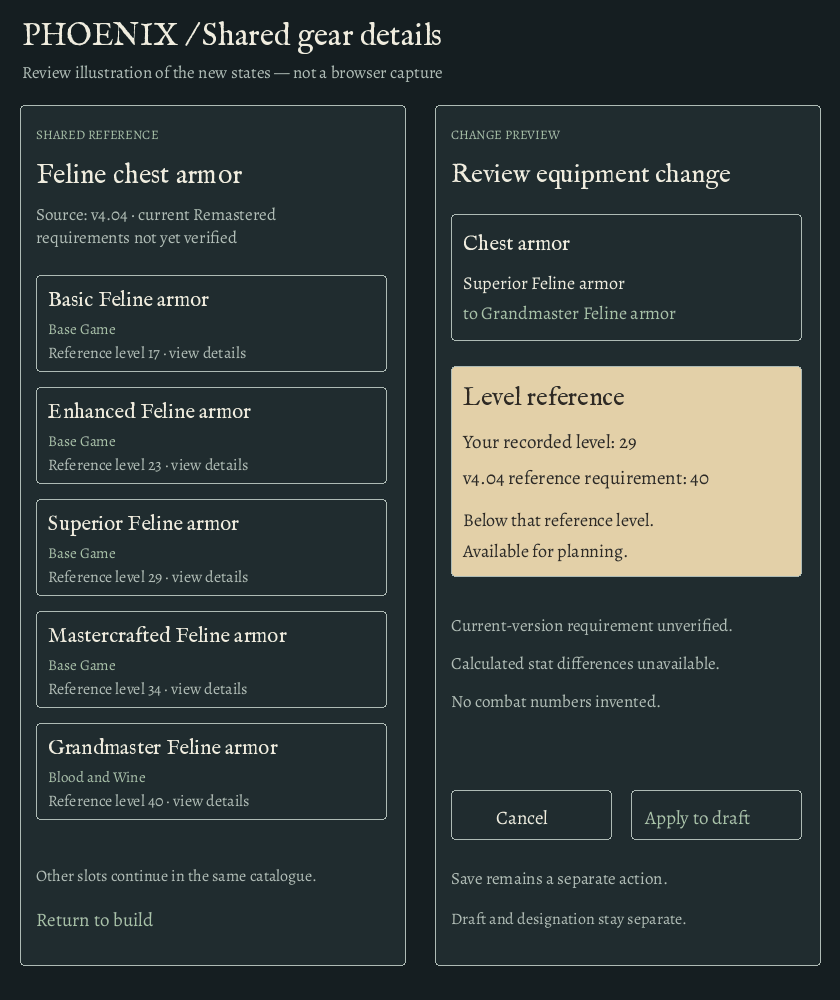 PHOENIX / Shared gear details
Review illustration of the new states — not a browser capture
SHARED REFERENCE
Feline chest armor
Source: v4.04 · current Remastered
requirements not yet verified
Basic Feline armor
Base Game
Reference level 17 · view details
Enhanced Feline armor
Base Game
Reference level 23 · view details
Superior Feline armor
Base Game
Reference level 29 · view details
Mastercrafted Feline armor
Base Game
Reference level 34 · view details
Grandmaster Feline armor
Blood and Wine
Reference level 40 · view details
Other slots continue in the same catalogue.
Return to build
CHANGE PREVIEW
Review equipment change
Chest armor
Superior Feline armor
to Grandmaster Feline armor
Level reference
Your recorded level: 29
v4.04 reference requirement: 40
Below that reference level.
Available for planning.
Current-version requirement unverified.
Calculated stat differences unavailable.
No combat numbers invented.
Cancel
Apply to draft
Save remains a separate action.
Draft and designation stay separate.